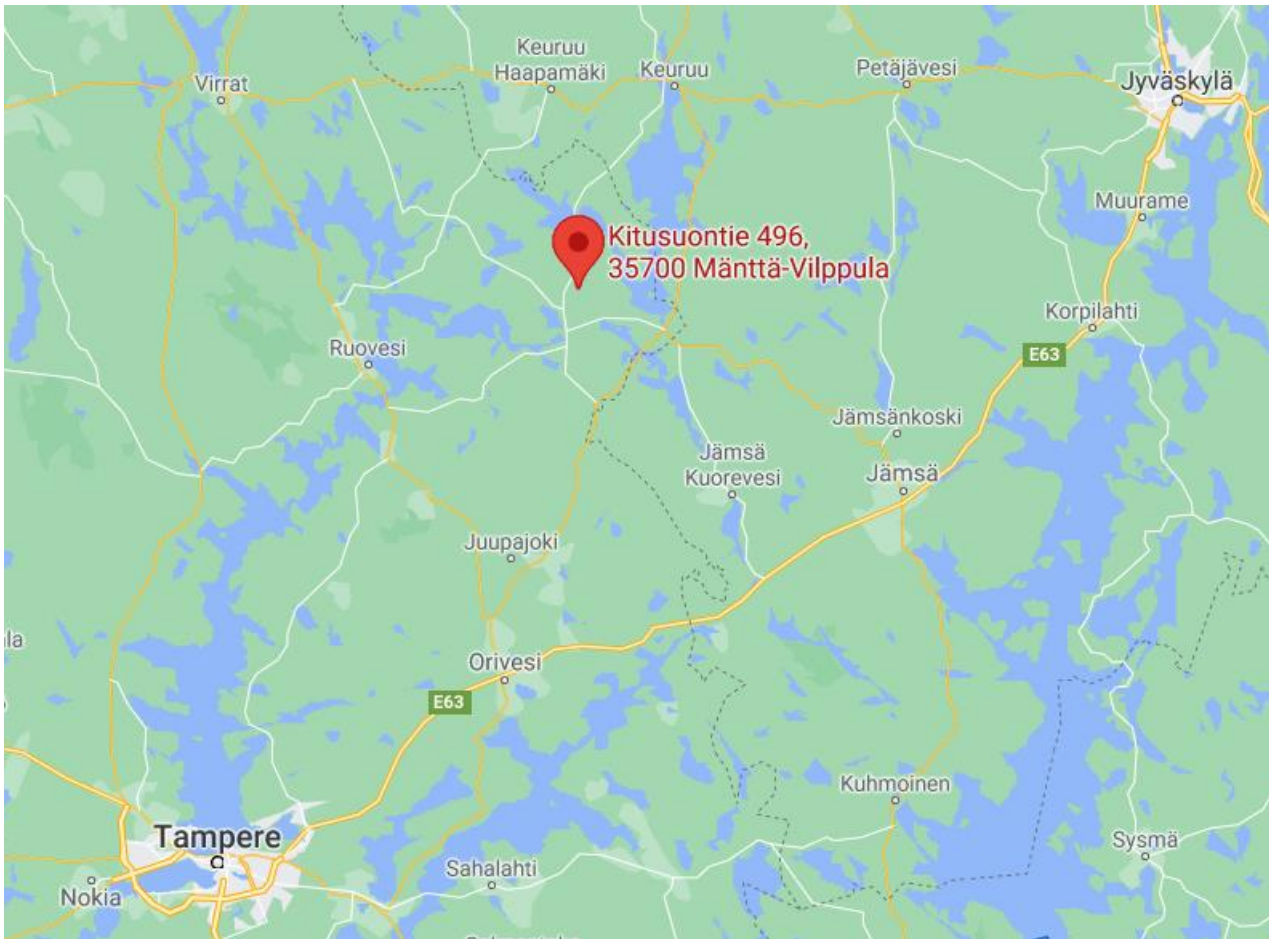 Keuruu
Haapamäki
Keuruu
Petäjävesi
Jyväskylä
Virrat
Muurame
Kitusuontie 496,
35700 Mänttä-Vilppula
Korpilahti
E63
Ruovesi
Jämsänkoski
Jämsä
Kuorevesi
Jämsä
Juupajoki
la
Orivesi
E63
Kuhmoinen
Tampere
Sysmä
Sahalahti
Nokia